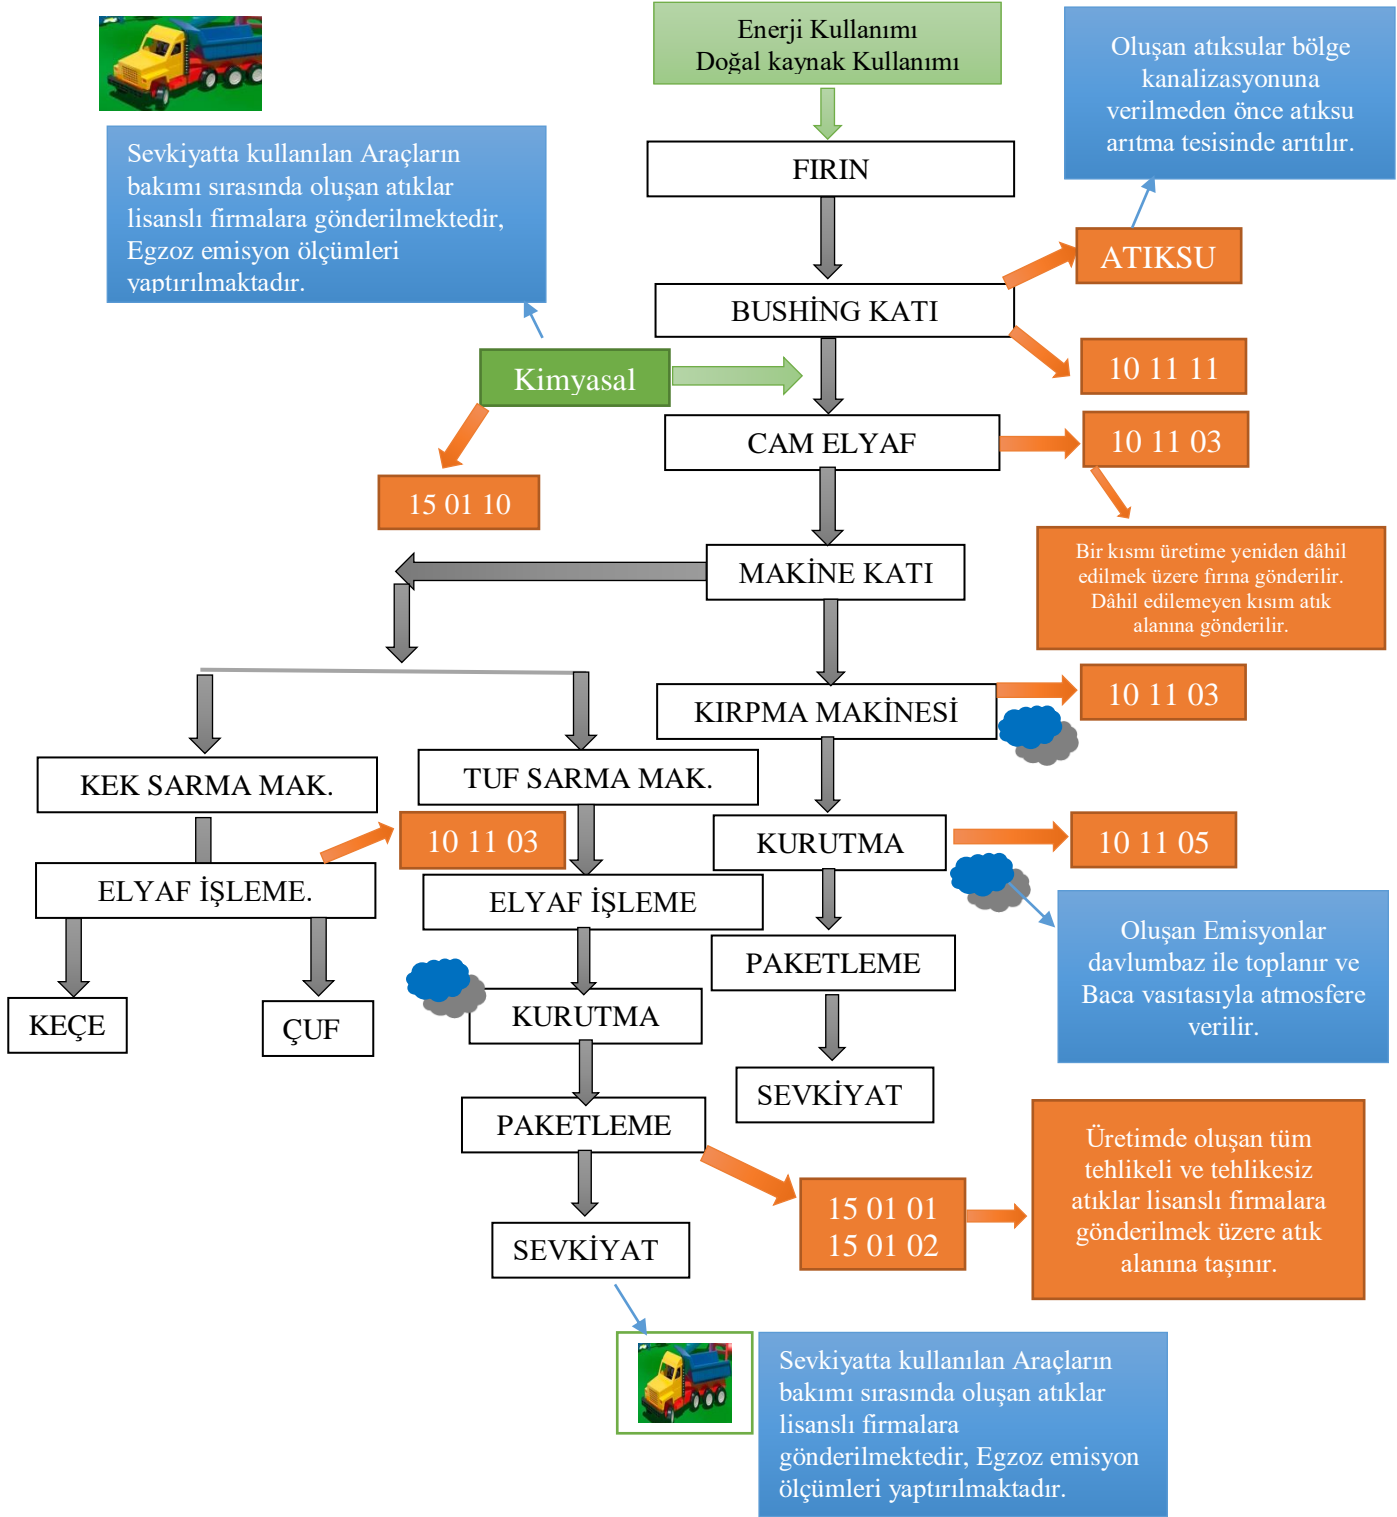 Enerji Kullanımı
Doğal kaynak Kullanımı
Oluşan atıksular bölge
kanalizasyonuna
verilmeden önce atıksu
arıtma tesisinde arıtılır.
Sevkiyatta kullanılan Araçların
bakımı sırasında oluşan atıklar
lisanslı firmalara gönderilmektedir,
Egzoz emisyon ölçümleri
yaptırılmaktadır.
FIRIN
ATIKSU
BUSHİNG KATI
10 11 11
Kimyasal
CAM ELYAF
10 11 03
15 01 10
Bir kısmı üretime yeniden dâhil
edilmek üzere fırına gönderilir.
Dâhil edilemeyen kısım atık
alanına gönderilir.
MAKİNE KATI
KIRPMA MAKİNESİ
10 11 03
KEK SARMA MAK.
TUF SARMA MAK.
10 11 03
KURUTMA
10 11 05
ELYAF İŞLEME.
ELYAF İŞLEME
Oluşan Emisyonlar
davlumbaz ile toplanır ve
Baca vasıtasıyla atmosfere
verilir.
PAKETLEME
KEÇE
ÇUF
KURUTMA
SEVKİYAT
PAKETLEME
Üretimde oluşan tüm
tehlikeli ve tehlikesiz
atıklar lisanslı firmalara
gönderilmek üzere atık
alanına taşınır.
15 01 01
15 01 02
SEVKİYAT
Sevkiyatta kullanılan Araçların
bakımı sırasında oluşan atıklar
lisanslı firmalara
gönderilmektedir, Egzoz emisyon
ölçümleri yaptırılmaktadır.